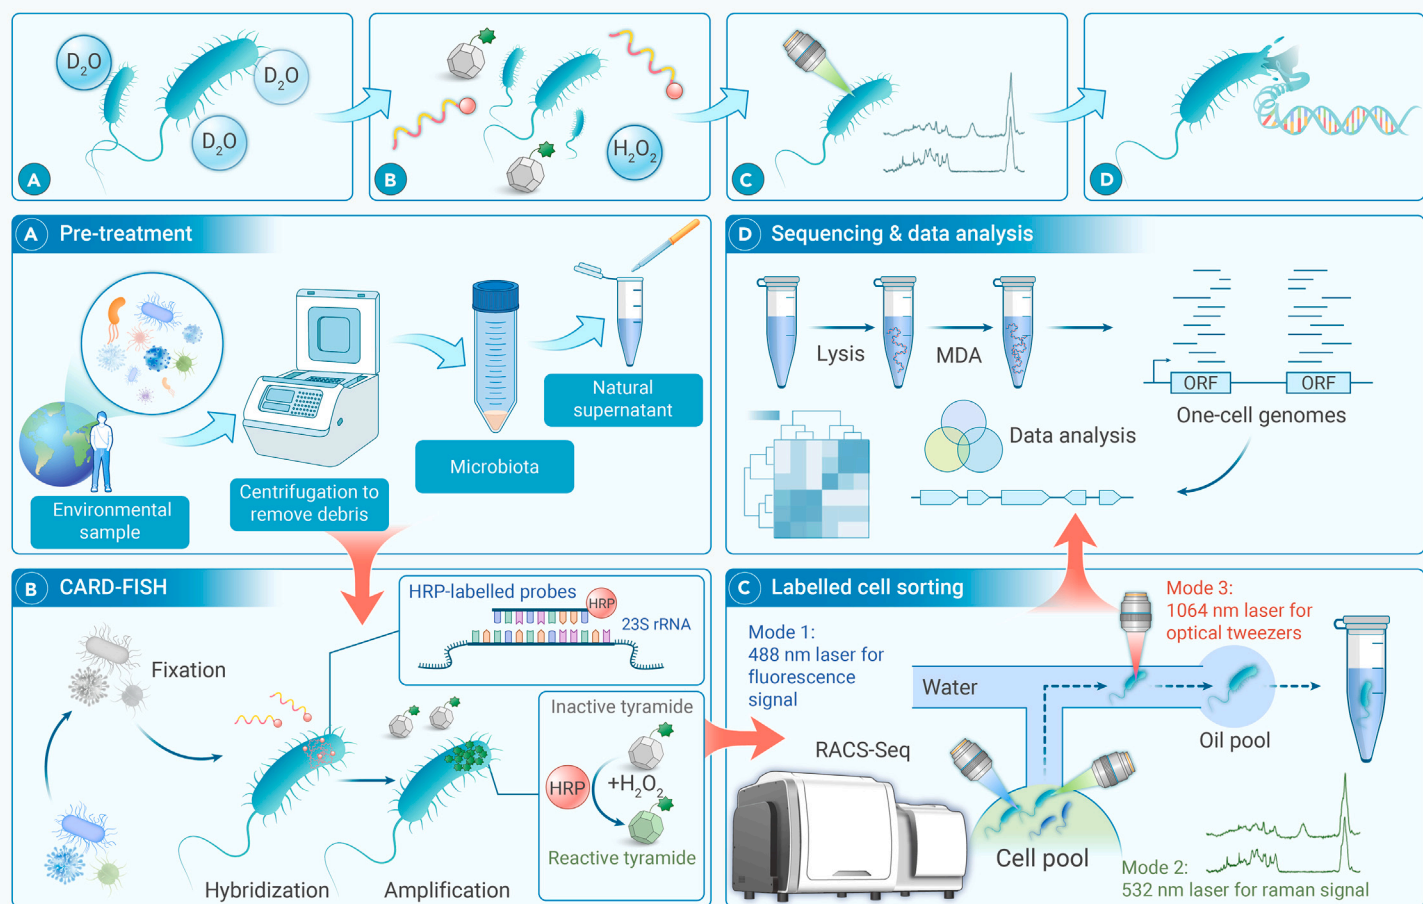 D₂O
D₂O
D₂O
A
H₂O₂
B
C
D
A Pre-treatment
Environmental
sample
Centrifugation to
remove debris
Microbiota
Natural
supernatant
D Sequencing & data analysis
Lysis
MDA
ORF
ORF
One-cell genomes
Data analysis
B CARD-FISH
Fixation
Hybridization
Amplification
HRP-labelled probes
HRP
23S rRNA
Inactive tyramide
HRP
+H₂O₂
Reactive tyramide
C Labelled cell sorting
Mode 1:
488 nm laser for
fluorescence
signal
RACS-Seq
Water
Mode 3:
1064 nm laser for
optical tweezers
Oil pool
Cell pool
Mode 2:
532 nm laser for raman signal